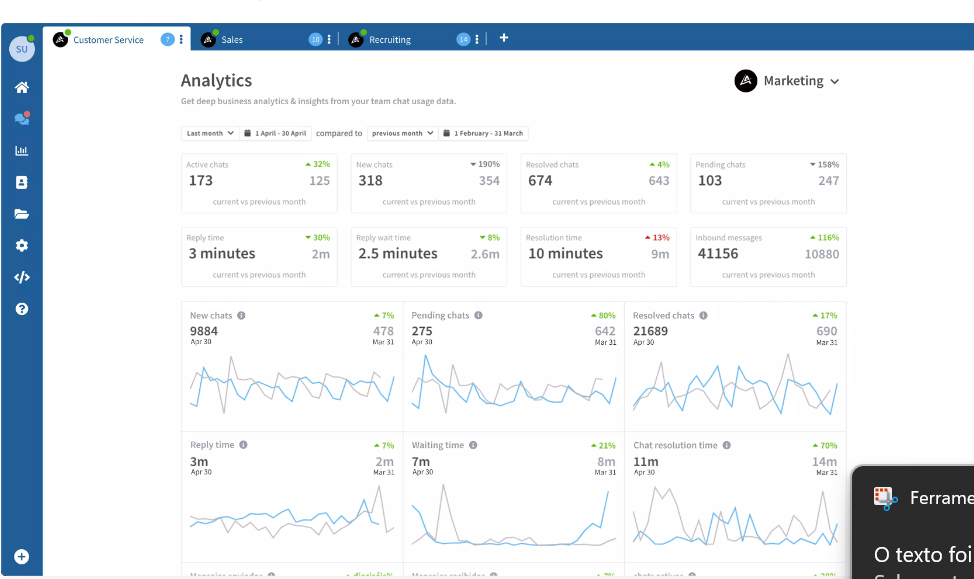 SU
Customer Service 7
Sales 10
Recruiting 14
+
Analytics
Marketing
Get deep business analytics & insights from your team chat usage data.
Last month 1 April - 30 April compared to previous month 1 February - 31 March
Active chats 32%
173 125
current vs previous month
New chats 190%
318 354
current vs previous month
Resolved chats 4%
674 643
current vs previous month
Pending chats 158%
103 247
current vs previous month
Reply time 30%
3 minutes 2m
current vs previous month
Reply wait time 8%
2.5 minutes 2.6m
current vs previous month
Resolution time 13%
10 minutes 9m
current vs previous month
Inbound messages 116%
41156 10880
current vs previous month
New chats 7%
9884 478
Apr 30 Mar 31
Pending chats 80%
275 642
Apr 30 Mar 31
Resolved chats 17%
21689 690
Apr 30 Mar 31
Reply time 7%
3m 2m
Apr 30 Mar 31
Waiting time 21%
7m 8m
Apr 30 Mar 31
Chat resolution time 70%
11m 14m
Apr 30 Mar 31
Ferrame
O texto foi